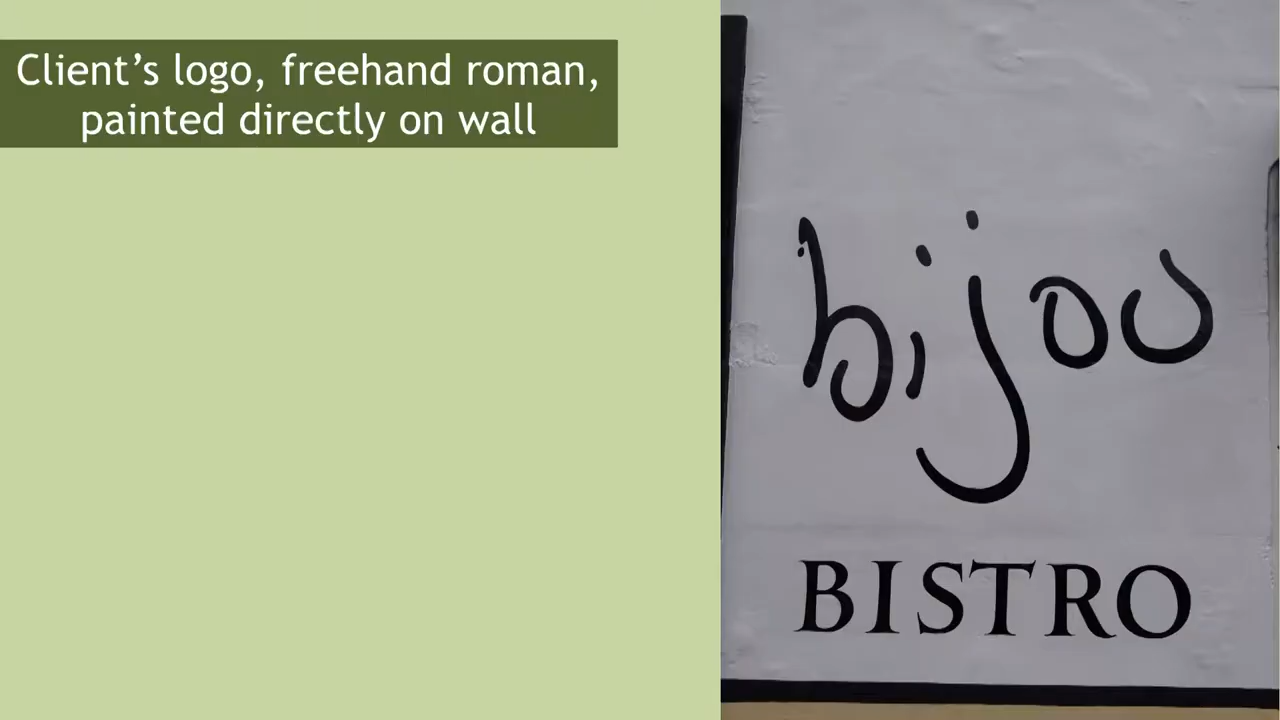 Client’s logo, freehand roman,
painted directly on wall
bijou
BISTRO